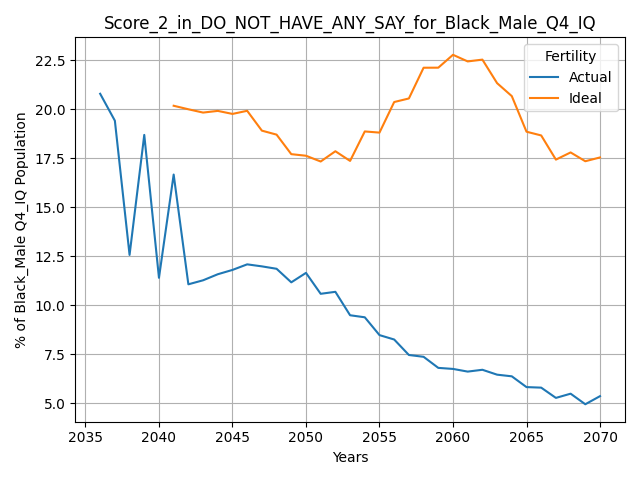 Score_2_in_DO_NOT_HAVE_ANY_SAY_for_Black_Male_Q4_IQ
Fertility
Actual
Ideal
% of Black_Male Q4_IQ Population
22.5
20.0
17.5
15.0
12.5
10.0
7.5
5.0
2035 2040 2045 2050 2055 2060 2065 2070
Years